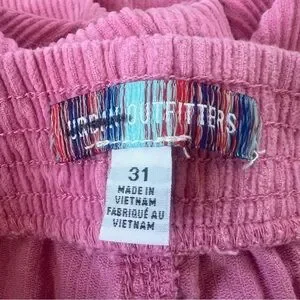 URBAN OUTFITTERS
31
MADE IN
VIETNAM
FABRIQUÉ AU
VIETNAM